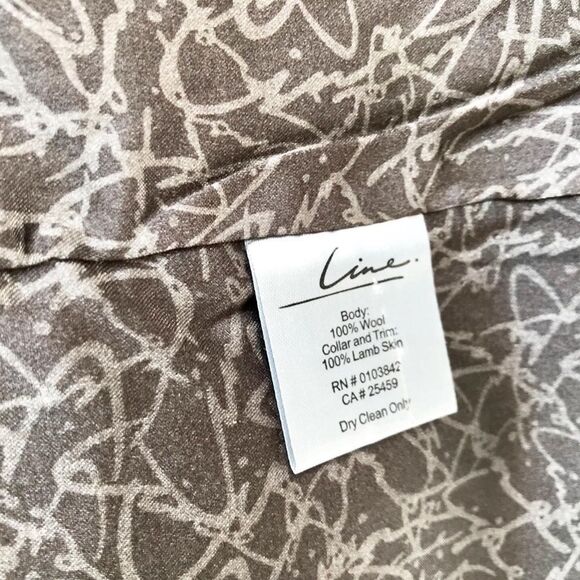 Line.
Body:
100% Wool
Collar and Trim:
100% Lamb Skin
RN # 0103842
CA # 25459
Dry Clean Only